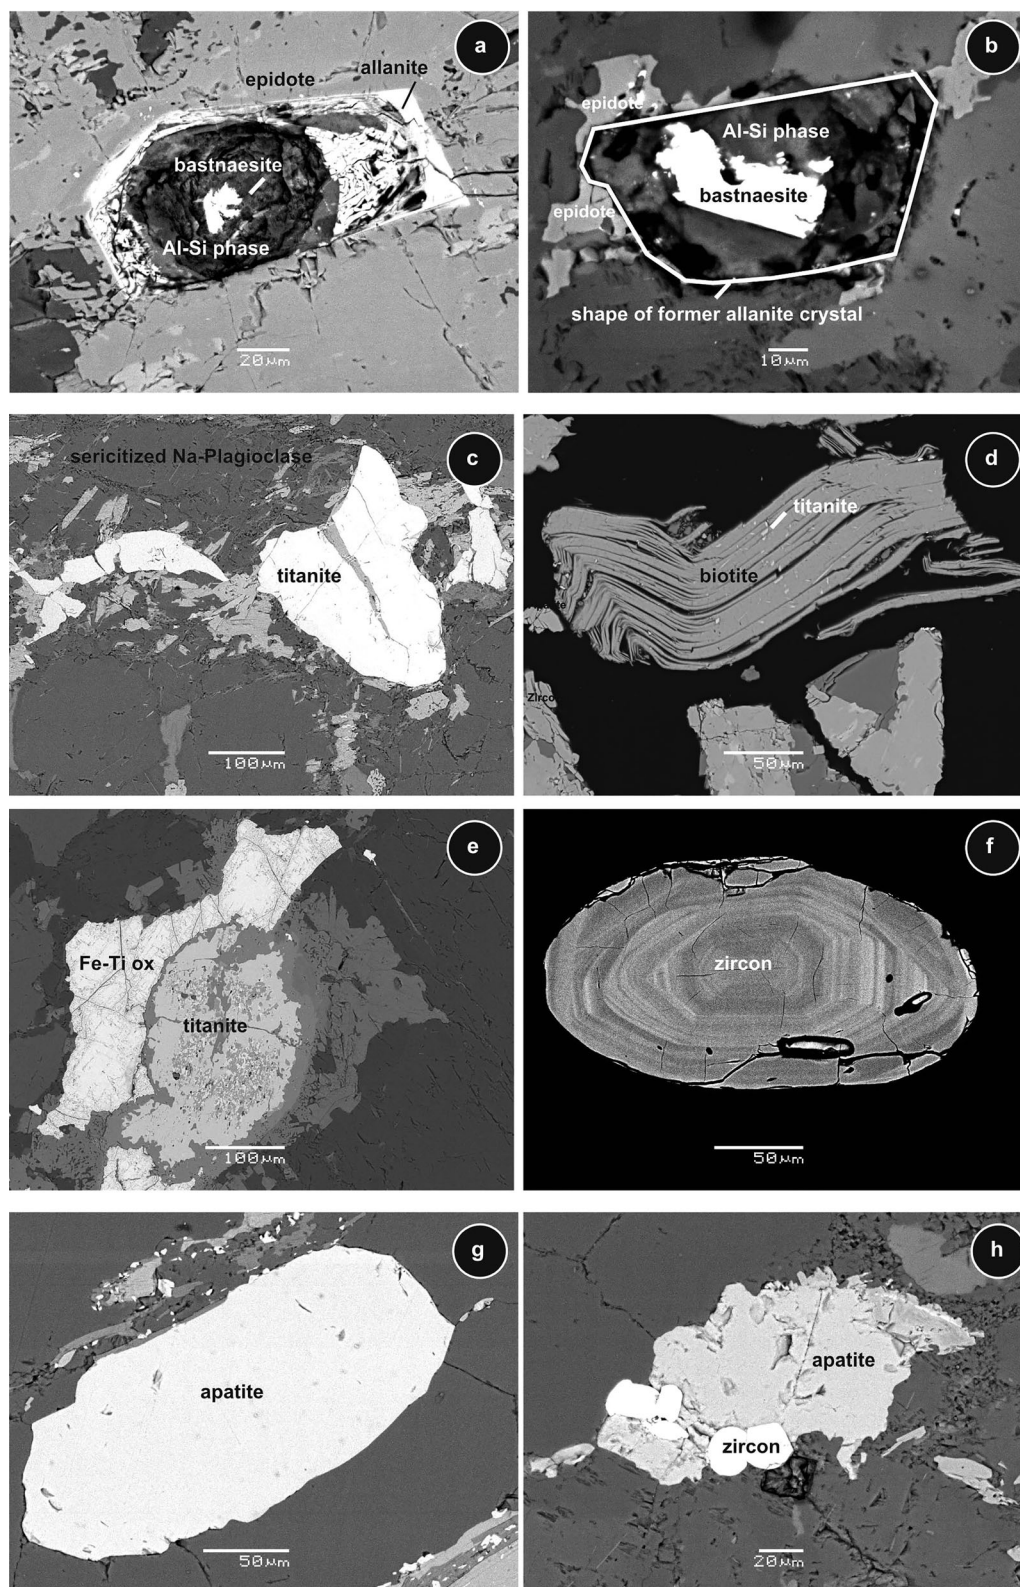 a
allanite
epidote
bastnaesite
Al-Si phase
20μm
b
epidote
Al-Si phase
bastnaesite
epidote
shape of former allanite crystal
10μm
c
sericitized Na-Plagioclase
titanite
100μm
d
titanite
biotite
Zirco
50μm
e
Fe-Ti ox
titanite
100μm
f
zircon
50μm
g
apatite
50μm
h
apatite
zircon
20μm